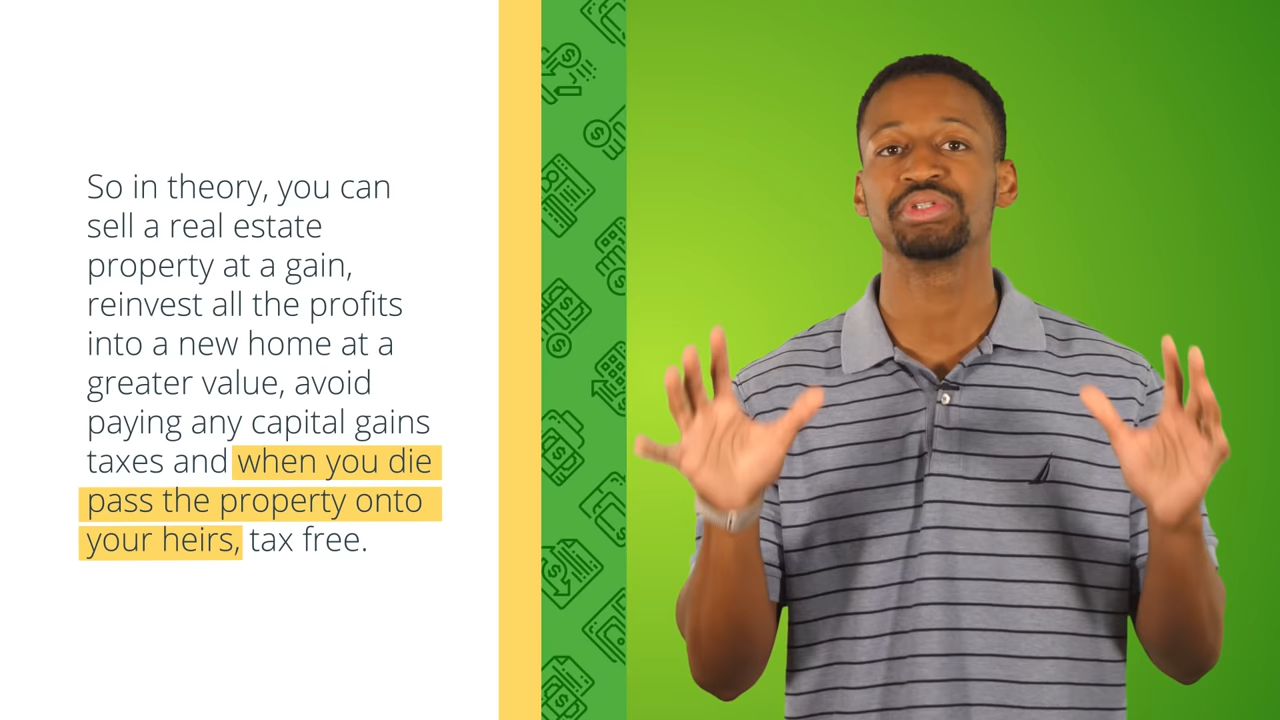 So in theory, you can
sell a real estate
property at a gain,
reinvest all the profits
into a new home at a
greater value, avoid
paying any capital gains
taxes and when you die
pass the property onto
your heirs, tax free.